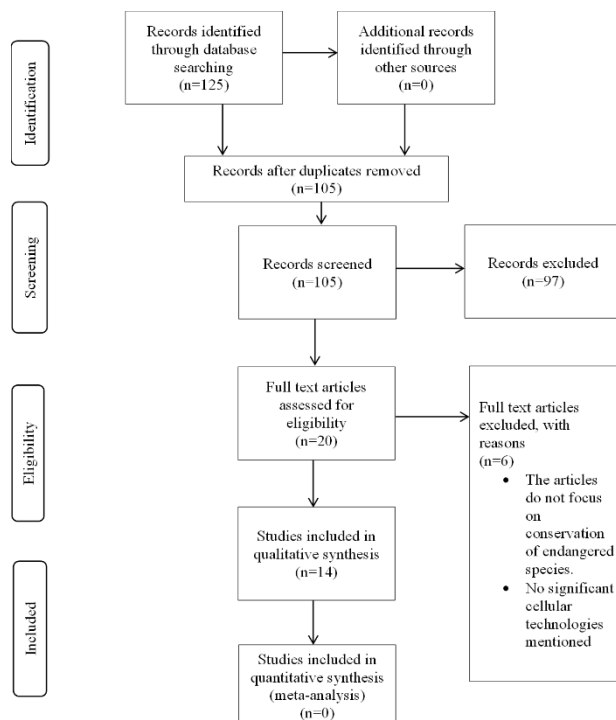 Identification
Records identified
through database
searching
(n=125)
Additional records
identified through
other sources
(n=0)
Records after duplicates removed
(n=105)
Screening
Records screened
(n=105)
Records excluded
(n=97)
Eligibility
Full text articles
assessed for
eligibility
(n=20)
Full text articles
excluded, with
reasons
(n=6)
• The articles
do not focus
on
conservation
of endangered
species.
• No significant
cellular
technologies
mentioned
Studies included in
qualitative synthesis
(n=14)
Included
Studies included in
quantitative synthesis
(meta-analysis)
(n=0)